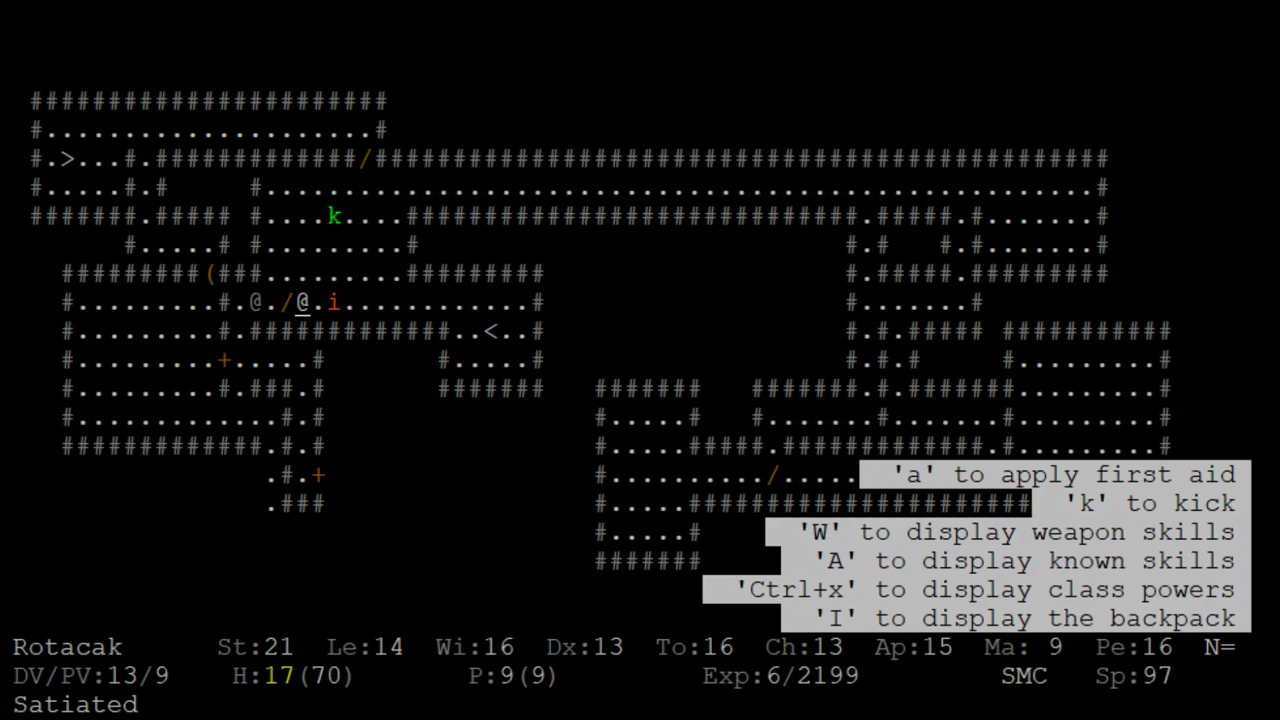 'a' to apply first aid
'k' to kick
'W' to display weapon skills
'A' to display known skills
'Ctrl+x' to display class powers
'I' to display the backpack
Rotacak St:21 Le:14 Wi:16 Dx:13 To:16 Ch:13 Ap:15 Ma: 9 Pe:16 N=
DV/PV:13/9 H:17(70) P:9(9) Exp:6/2199 SMC Sp:97
Satiated